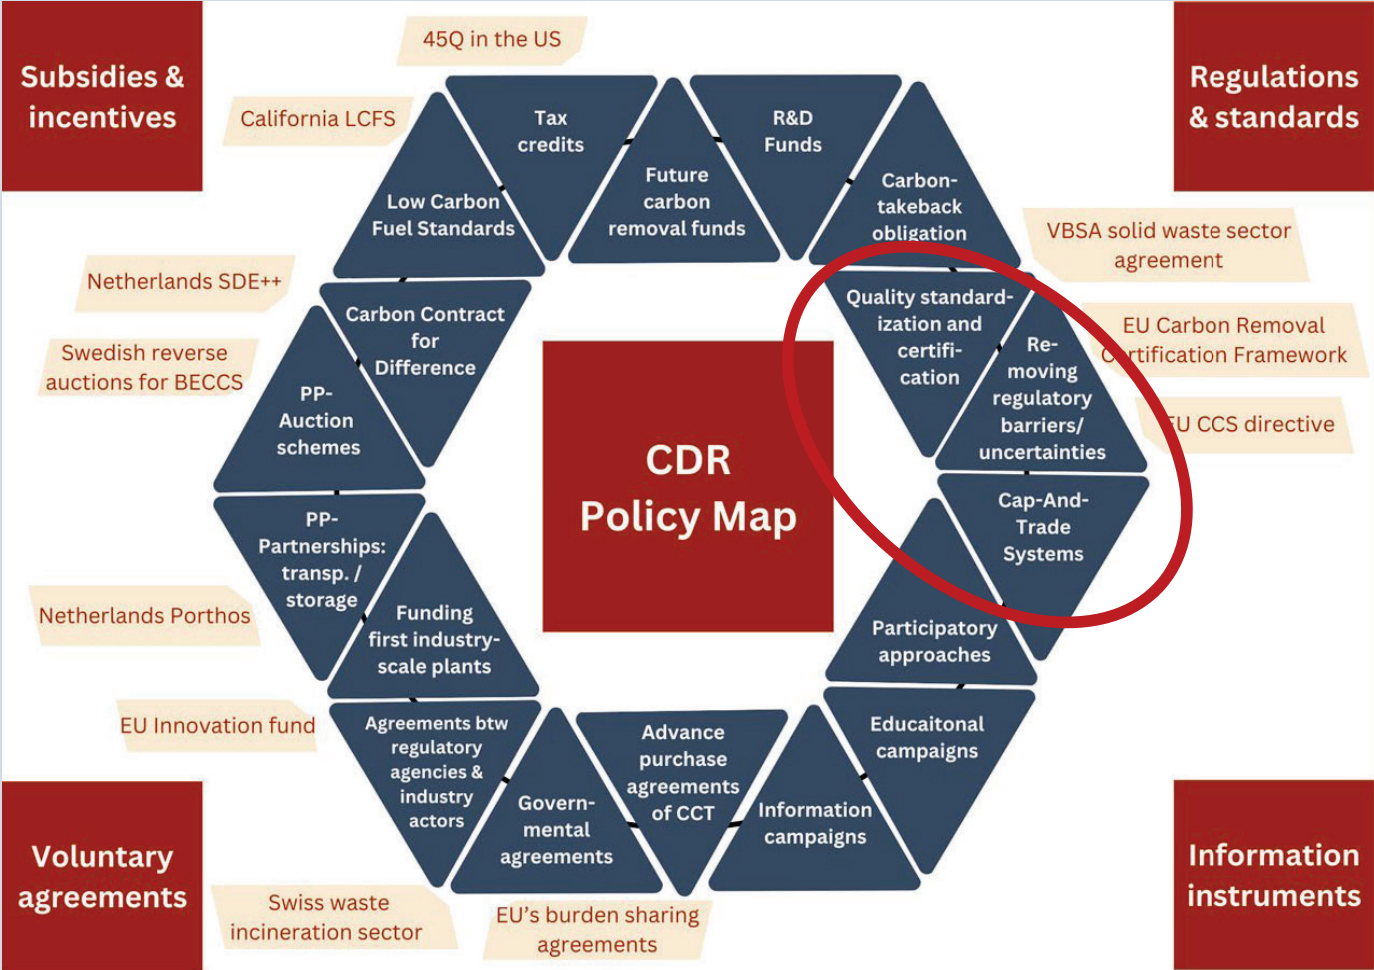 45Q in the US
Subsidies &
incentives
Regulations
& standards
California LCFS
Tax
credits
R&D
Funds
Future
carbon
removal funds
Low Carbon
Fuel Standards
Carbon-
takeback
obligation
VBSA solid waste sector
agreement
Netherlands SDE++
Carbon Contract
for
Difference
Quality standard-
ization and
certifi-
cation
EU Carbon Removal
Certification Framework
Swedish reverse
auctions for BECCS
Re-
moving
regulatory
barriers/
uncertainties
PP-
Auction
schemes
EU CCS directive
CDR
Policy Map
Cap-And-
Trade
Systems
PP-
Partnerships:
transp. /
storage
Netherlands Porthos
Funding
first industry-
scale plants
Participatory
approaches
EU Innovation fund
Agreements btw
regulatory
agencies &
industry
actors
Advance
purchase
agreements
of CCT
Educaitonal
campaigns
Govern-
mental
agreements
Information
campaigns
Voluntary
agreements
Information
instruments
Swiss waste
incineration sector
EU's burden sharing
agreements